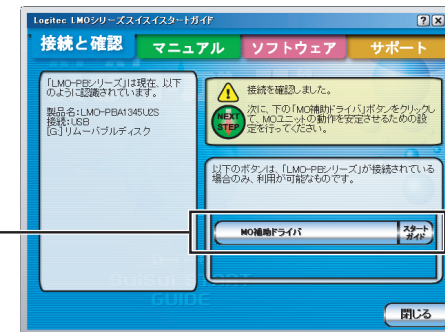 Logitec LMOシリーズスイスイスタートガイド
接続と確認
マニュアル
ソフトウェア
サポート
「LMO-PBシリーズ」は現在、以下
のように認識されていま
す。
製品名:LMO-PBA1345U2S
接続:USB
[G:]リムーバブルディスク
接続を確認しました。
NEXT
STEP
次に、下の「MO補助ドライバ」ボタンをクリックし
て、MOユニットの動作を安定させるための設
定を行ってください。
以下のボタンは、「LMO-PBシリーズ」が接続されている
場合のみ、利用が可能なものです。
MO補助ドライバ
スタート
ガイド
GUIDE
閉じる